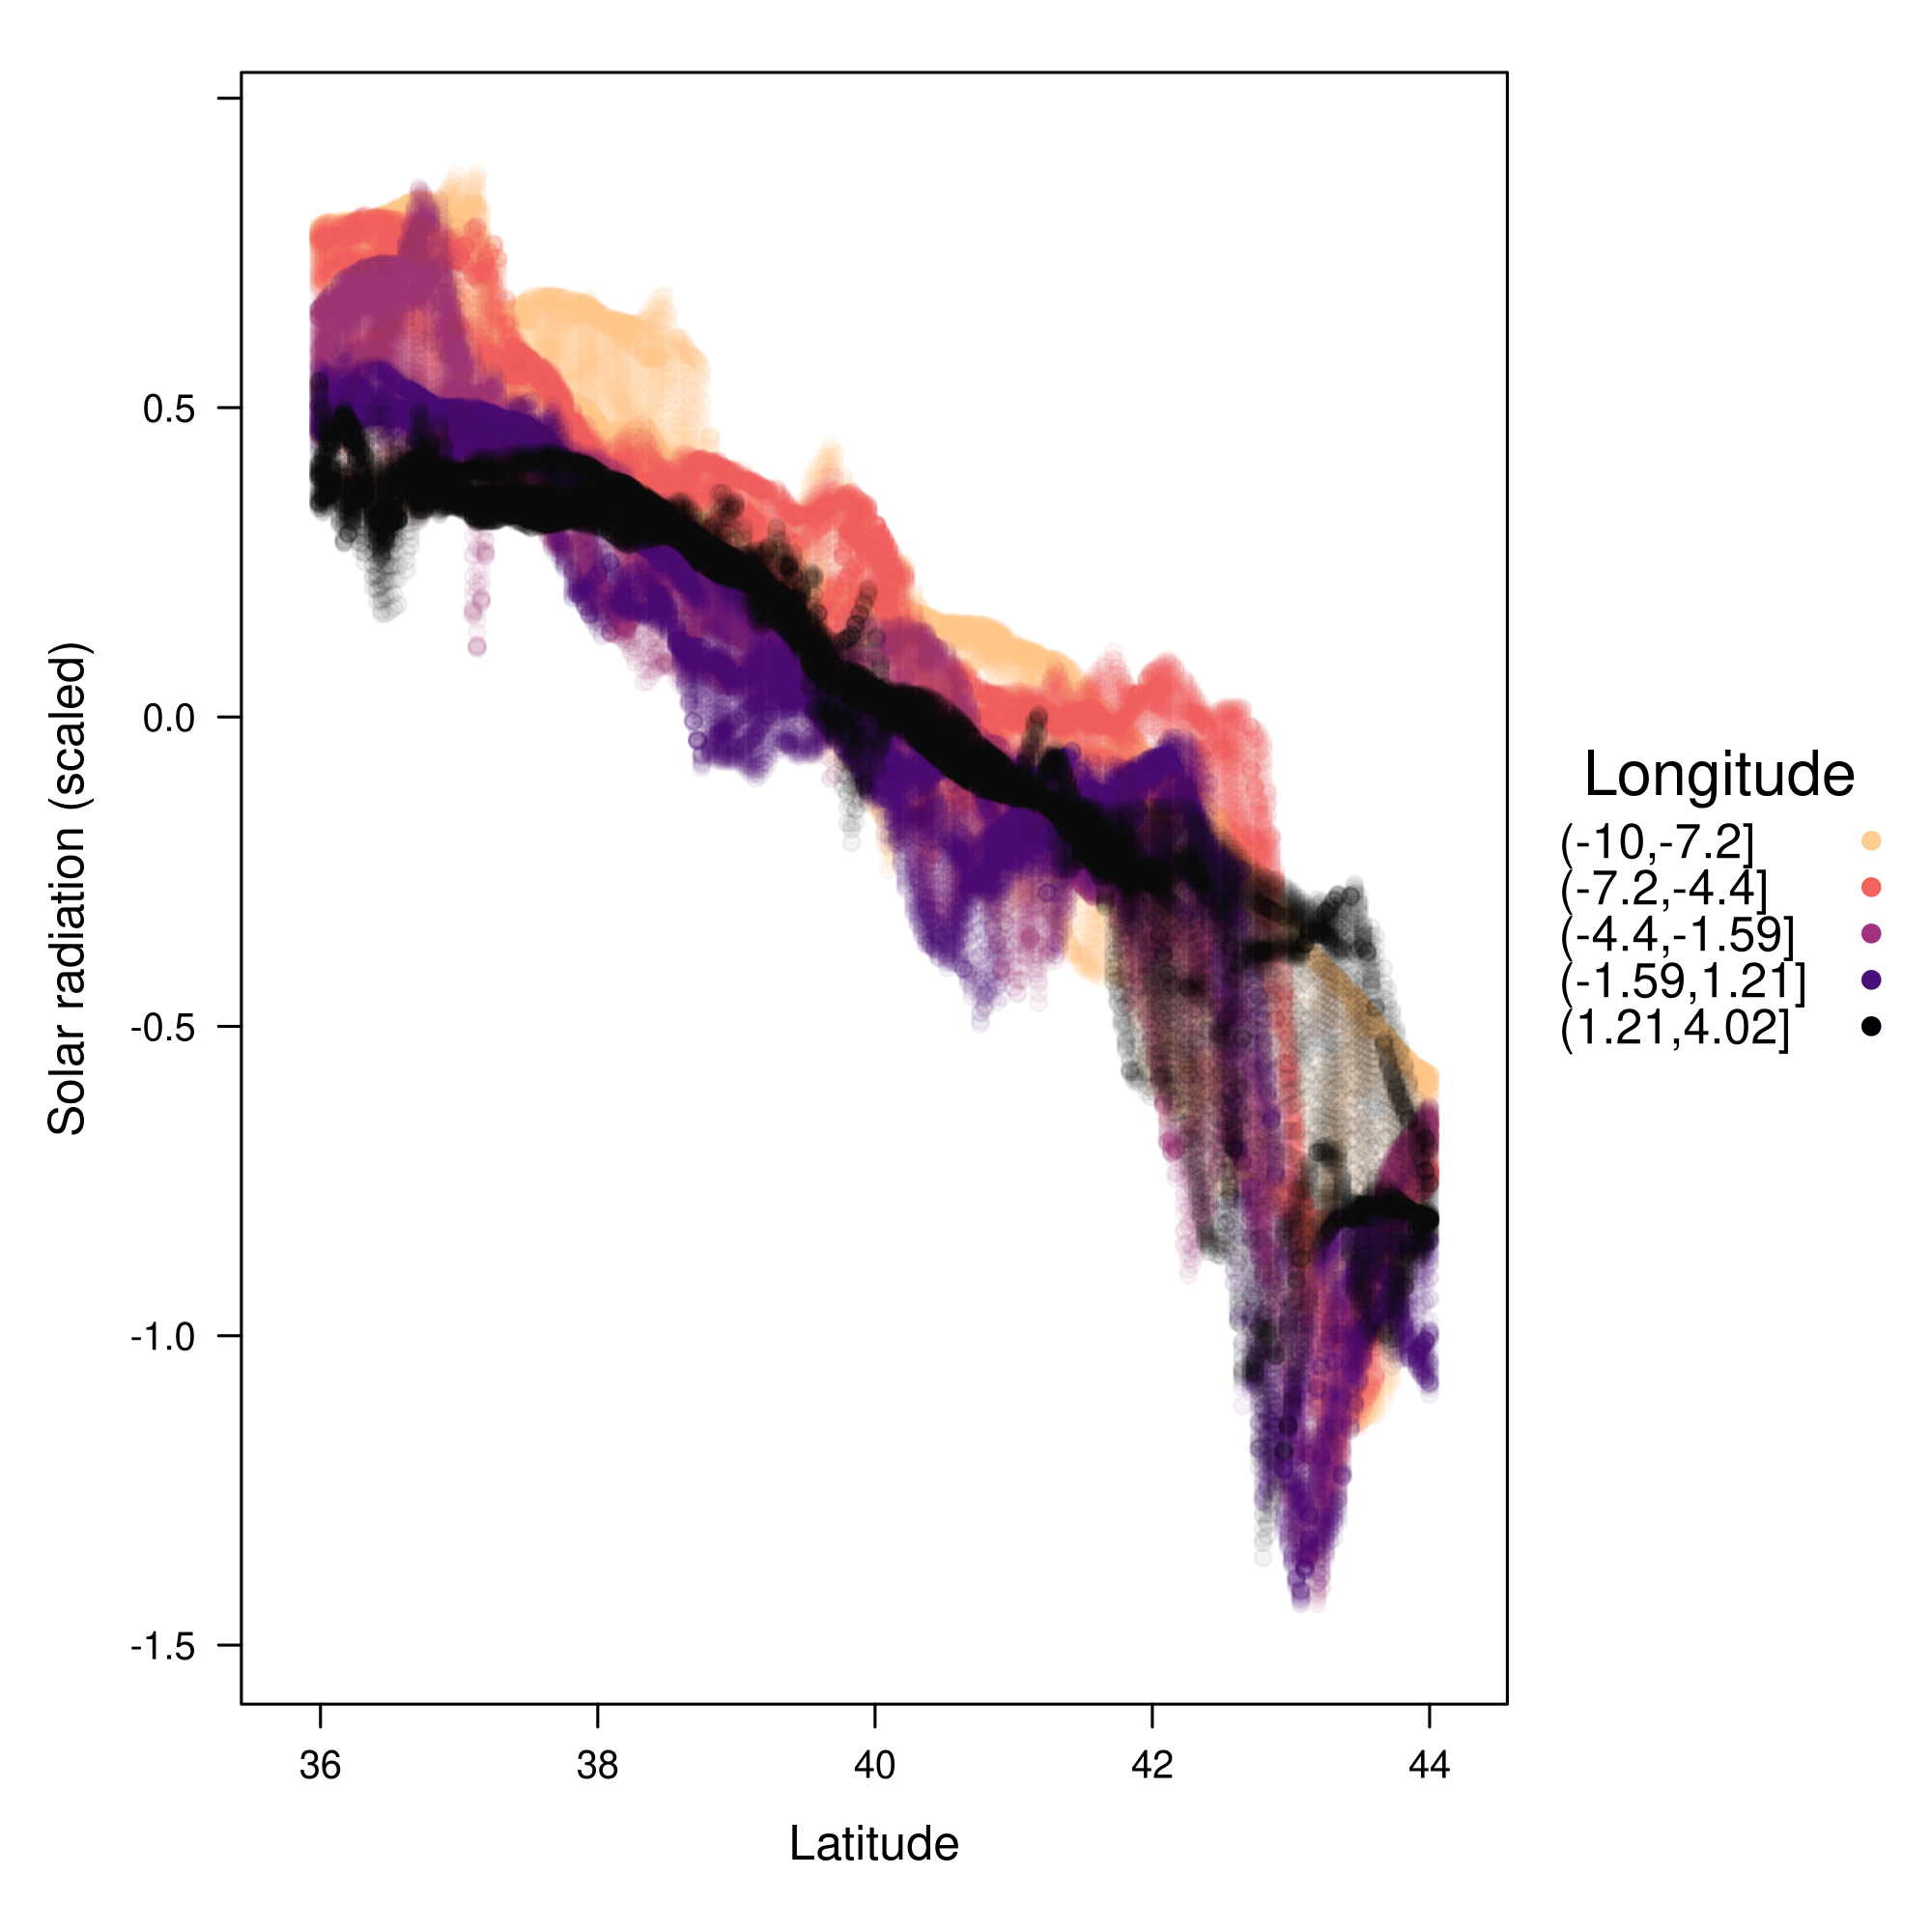 Solar radiation (scaled)
0.5
0.0
-0.5
-1.0
-1.5
36 38 40 42 44
Latitude
Longitude
(-10,-7.2]
(-7.2,-4.4]
(-4.4,-1.59]
(-1.59,1.21]
(1.21,4.02]